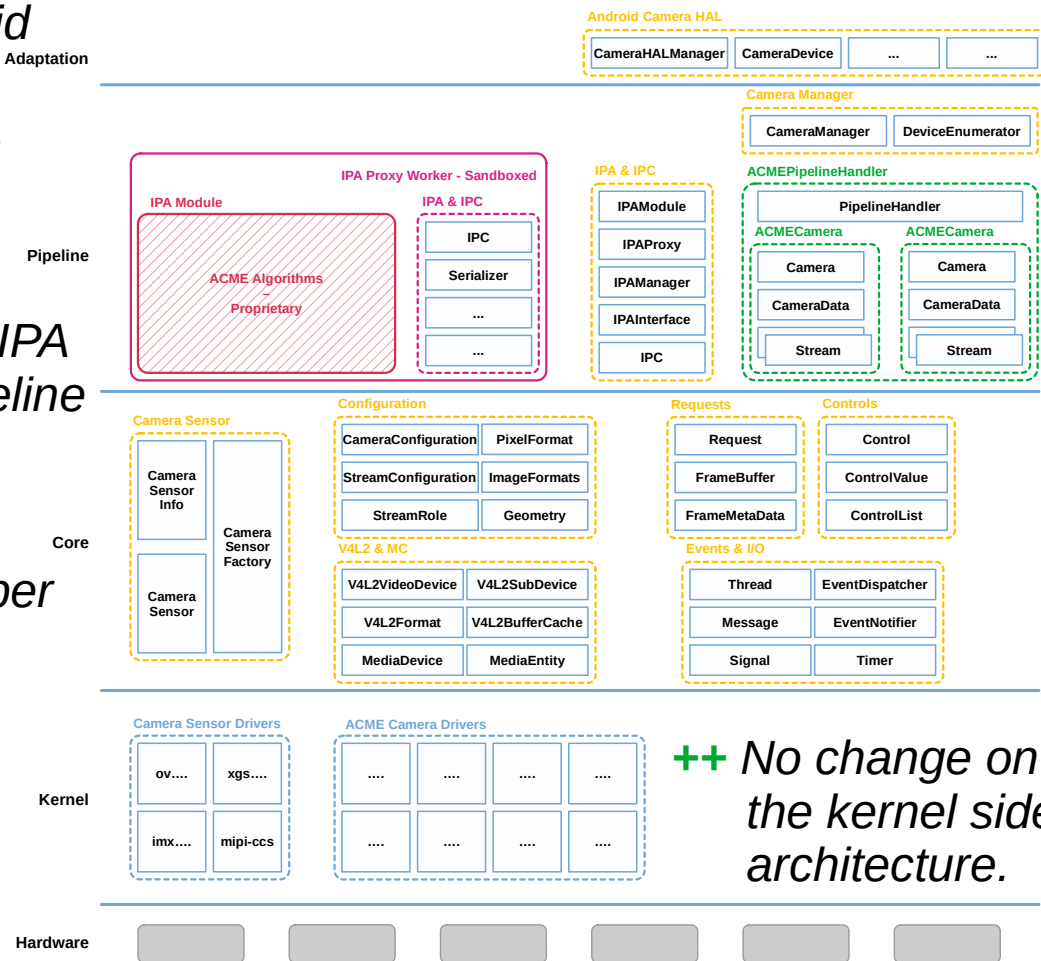 id
Adaptation
Android Camera HAL
CameraHALManager
CameraDevice
...
...
Camera Manager
CameraManager
DeviceEnumerator
Pipeline
IPA Proxy Worker - Sandboxed
IPA Module
ACME Algorithms
–
Proprietary
IPA & IPC
IPC
Serializer
...
...
IPA & IPC
IPAModule
IPAProxy
IPAManager
IPAInterface
IPC
ACMEPipelineHandler
PipelineHandler
ACMECamera
Camera
CameraData
Stream
ACMECamera
Camera
CameraData
Stream
IPA
eline
Core
Camera Sensor
Camera
Sensor
Info
Camera
Sensor
Camera
Sensor
Factory
Configuration
CameraConfiguration
PixelFormat
StreamConfiguration
ImageFormats
StreamRole
Geometry
Requests
Request
FrameBuffer
FrameMetaData
Controls
Control
ControlValue
ControlList
V4L2 & MC
V4L2VideoDevice
V4L2SubDevice
V4L2Format
V4L2BufferCache
MediaDevice
MediaEntity
Events & I/O
Thread
EventDispatcher
Message
EventNotifier
Signal
Timer
per
Kernel
Camera Sensor Drivers
ov....
xgs....
imx....
mipi-ccs
ACME Camera Drivers
....
....
....
....
....
....
....
....
++ No change on
the kernel side
architecture.
Hardware